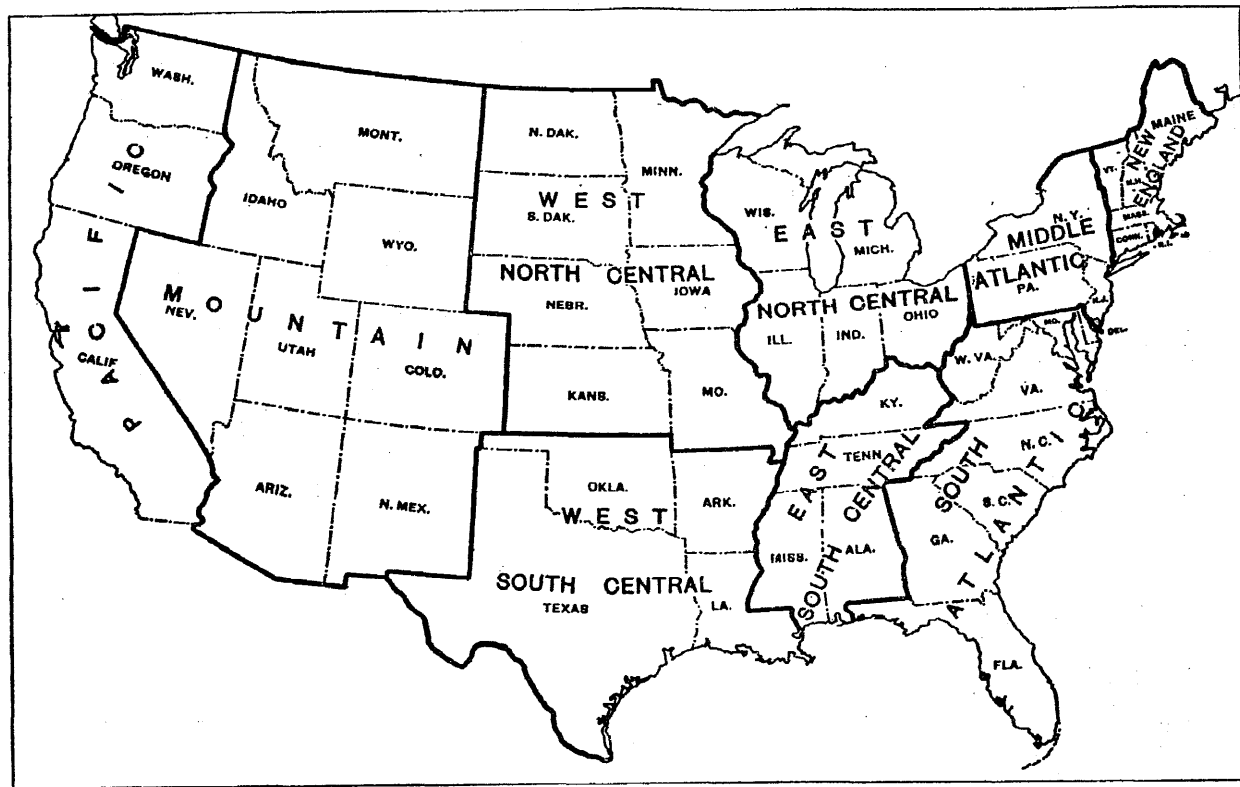 WASH.
OREGON
CALIF
PACIFIC
MONT.
IDAHO
WYO.
NEV.
UTAH
COLO.
ARIZ.
N. MEX.
MOUNTAIN
N. DAK.
MINN.
S. DAK.
NEBR.
IOWA
KANS.
MO.
WEST
NORTH CENTRAL
WIS.
MICH.
ILL.
IND.
OHIO
EAST
NORTH CENTRAL
OKLA.
ARK.
TEXAS
LA.
WEST
SOUTH CENTRAL
KY.
TENN
MISS.
ALA.
EAST
SOUTH CENTRAL
W. VA.
MD.
DEL.
VA.
N.C.
S.C.
GA.
FLA.
SOUTH
ATLANTIC
N.Y.
PA.
N.J.
MIDDLE
ATLANTIC
MAINE
VT.
N.H.
MASS.
CONN.
R.I.
NEW
ENGLAND